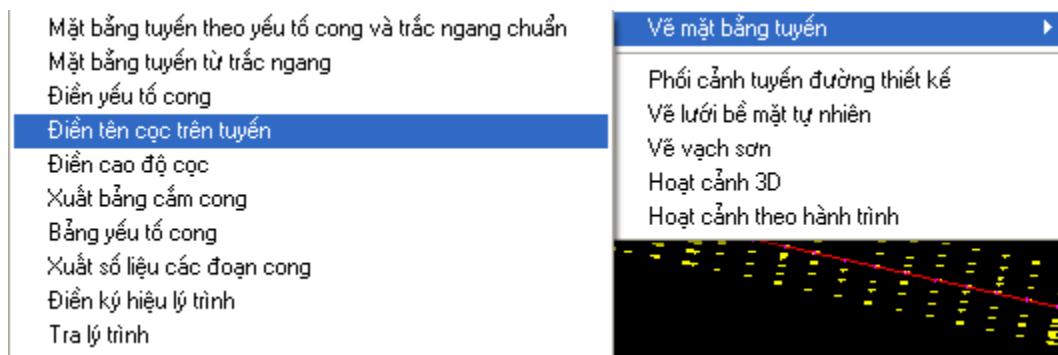 Mặt bằng tuyến theo yếu tố cong và trắc ngang chuẩn
Mặt bằng tuyến từ trắc ngang
Điền yếu tố cong
Điền tên cọc trên tuyến
Điền cao độ cọc
Xuất bảng cắm cong
Bảng yếu tố cong
Xuất số liệu các đoạn cong
Điền ký hiệu lý trình
Tra lý trình
Vẽ mặt bằng tuyến
Phối cảnh tuyến đường thiết kế
Vẽ lưới bề mặt tự nhiên
Vẽ vạch sơn
Hoạt cảnh 3D
Hoạt cảnh theo hành trình